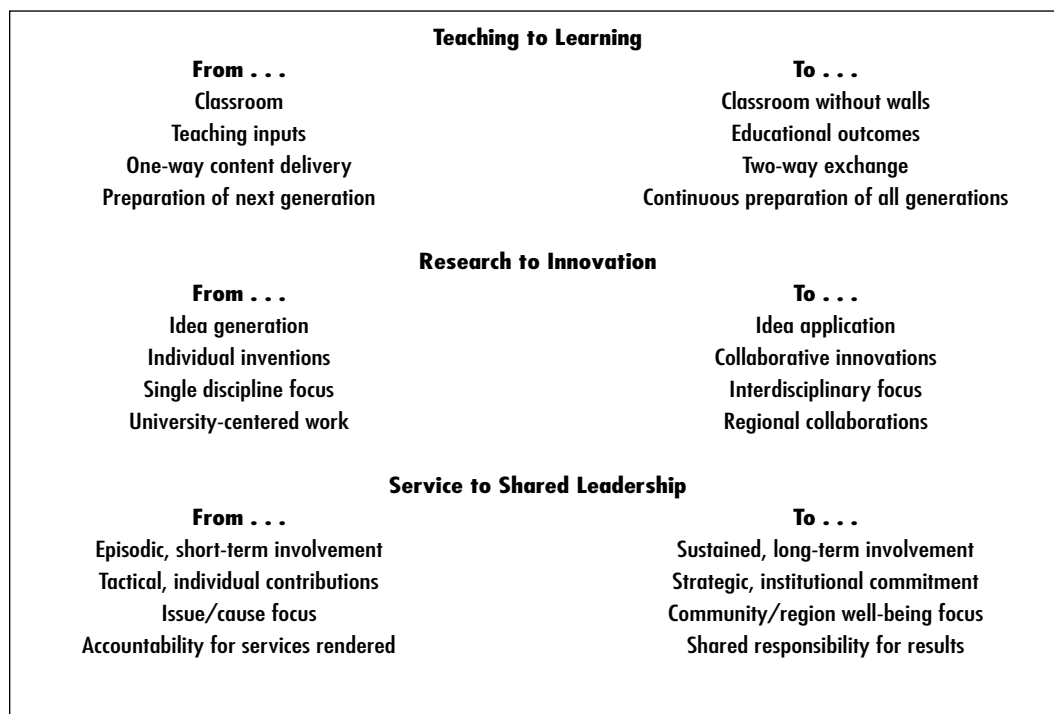 Teaching to Learning
From . . . To . . .
Classroom Classroom without walls
Teaching inputs Educational outcomes
One-way content delivery Two-way exchange
Preparation of next generation Continuous preparation of all generations
Research to Innovation
From . . . To . . .
Idea generation Idea application
Individual inventions Collaborative innovations
Single discipline focus Interdisciplinary focus
University-centered work Regional collaborations
Service to Shared Leadership
From . . . To . . .
Episodic, short-term involvement Sustained, long-term involvement
Tactical, individual contributions Strategic, institutional commitment
Issue/cause focus Community/region well-being focus
Accountability for services rendered Shared responsibility for results